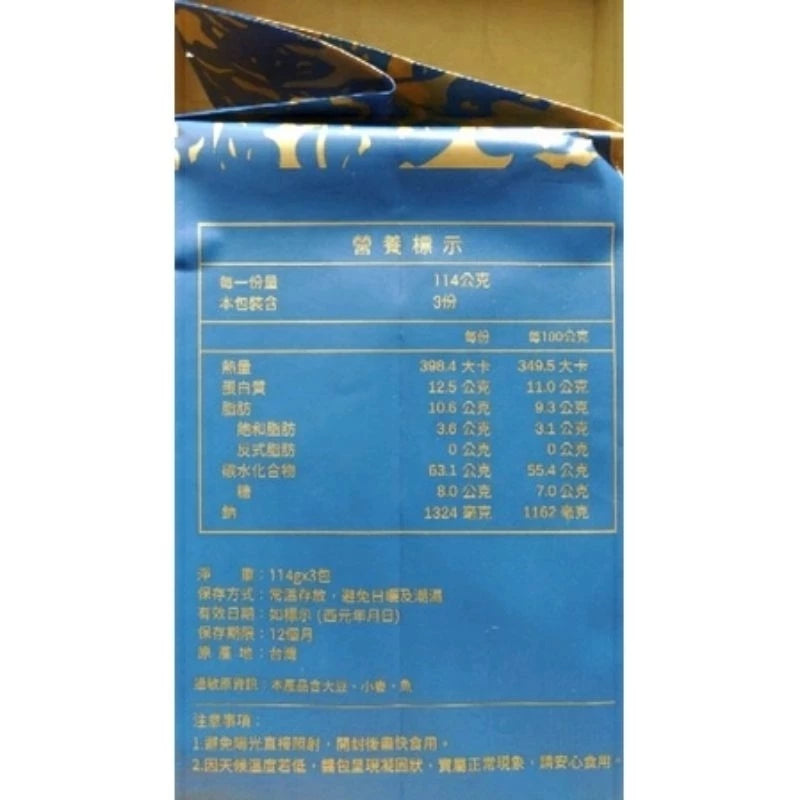 營養標示
每一份量 114公克
本包裝含 3份
每份 每100公克
熱量 398.4 大卡 349.5 大卡
蛋白質 12.5 公克 11.0 公克
脂肪 10.6 公克 9.3 公克
飽和脂肪 3.6 公克 3.1 公克
反式脂肪 0 公克 0 公克
碳水化合物 63.1 公克 55.4 公克
糖 8.0 公克 7.0 公克
鈉 1324 毫克 1162 毫克
淨 重：114gx3包
保存方式：常溫存放，避免日曬及潮濕
有效日期：如標示 (西元年月日)
保存期限：12個月
原 產 地：台灣
過敏原資訊：本產品含大豆、小麥、魚
注意事項：
1.避免陽光直接照射，開封後盡快食用。
2.因天候溫度若低，醬包呈現凝固狀，實屬正常現象，請安心食用。